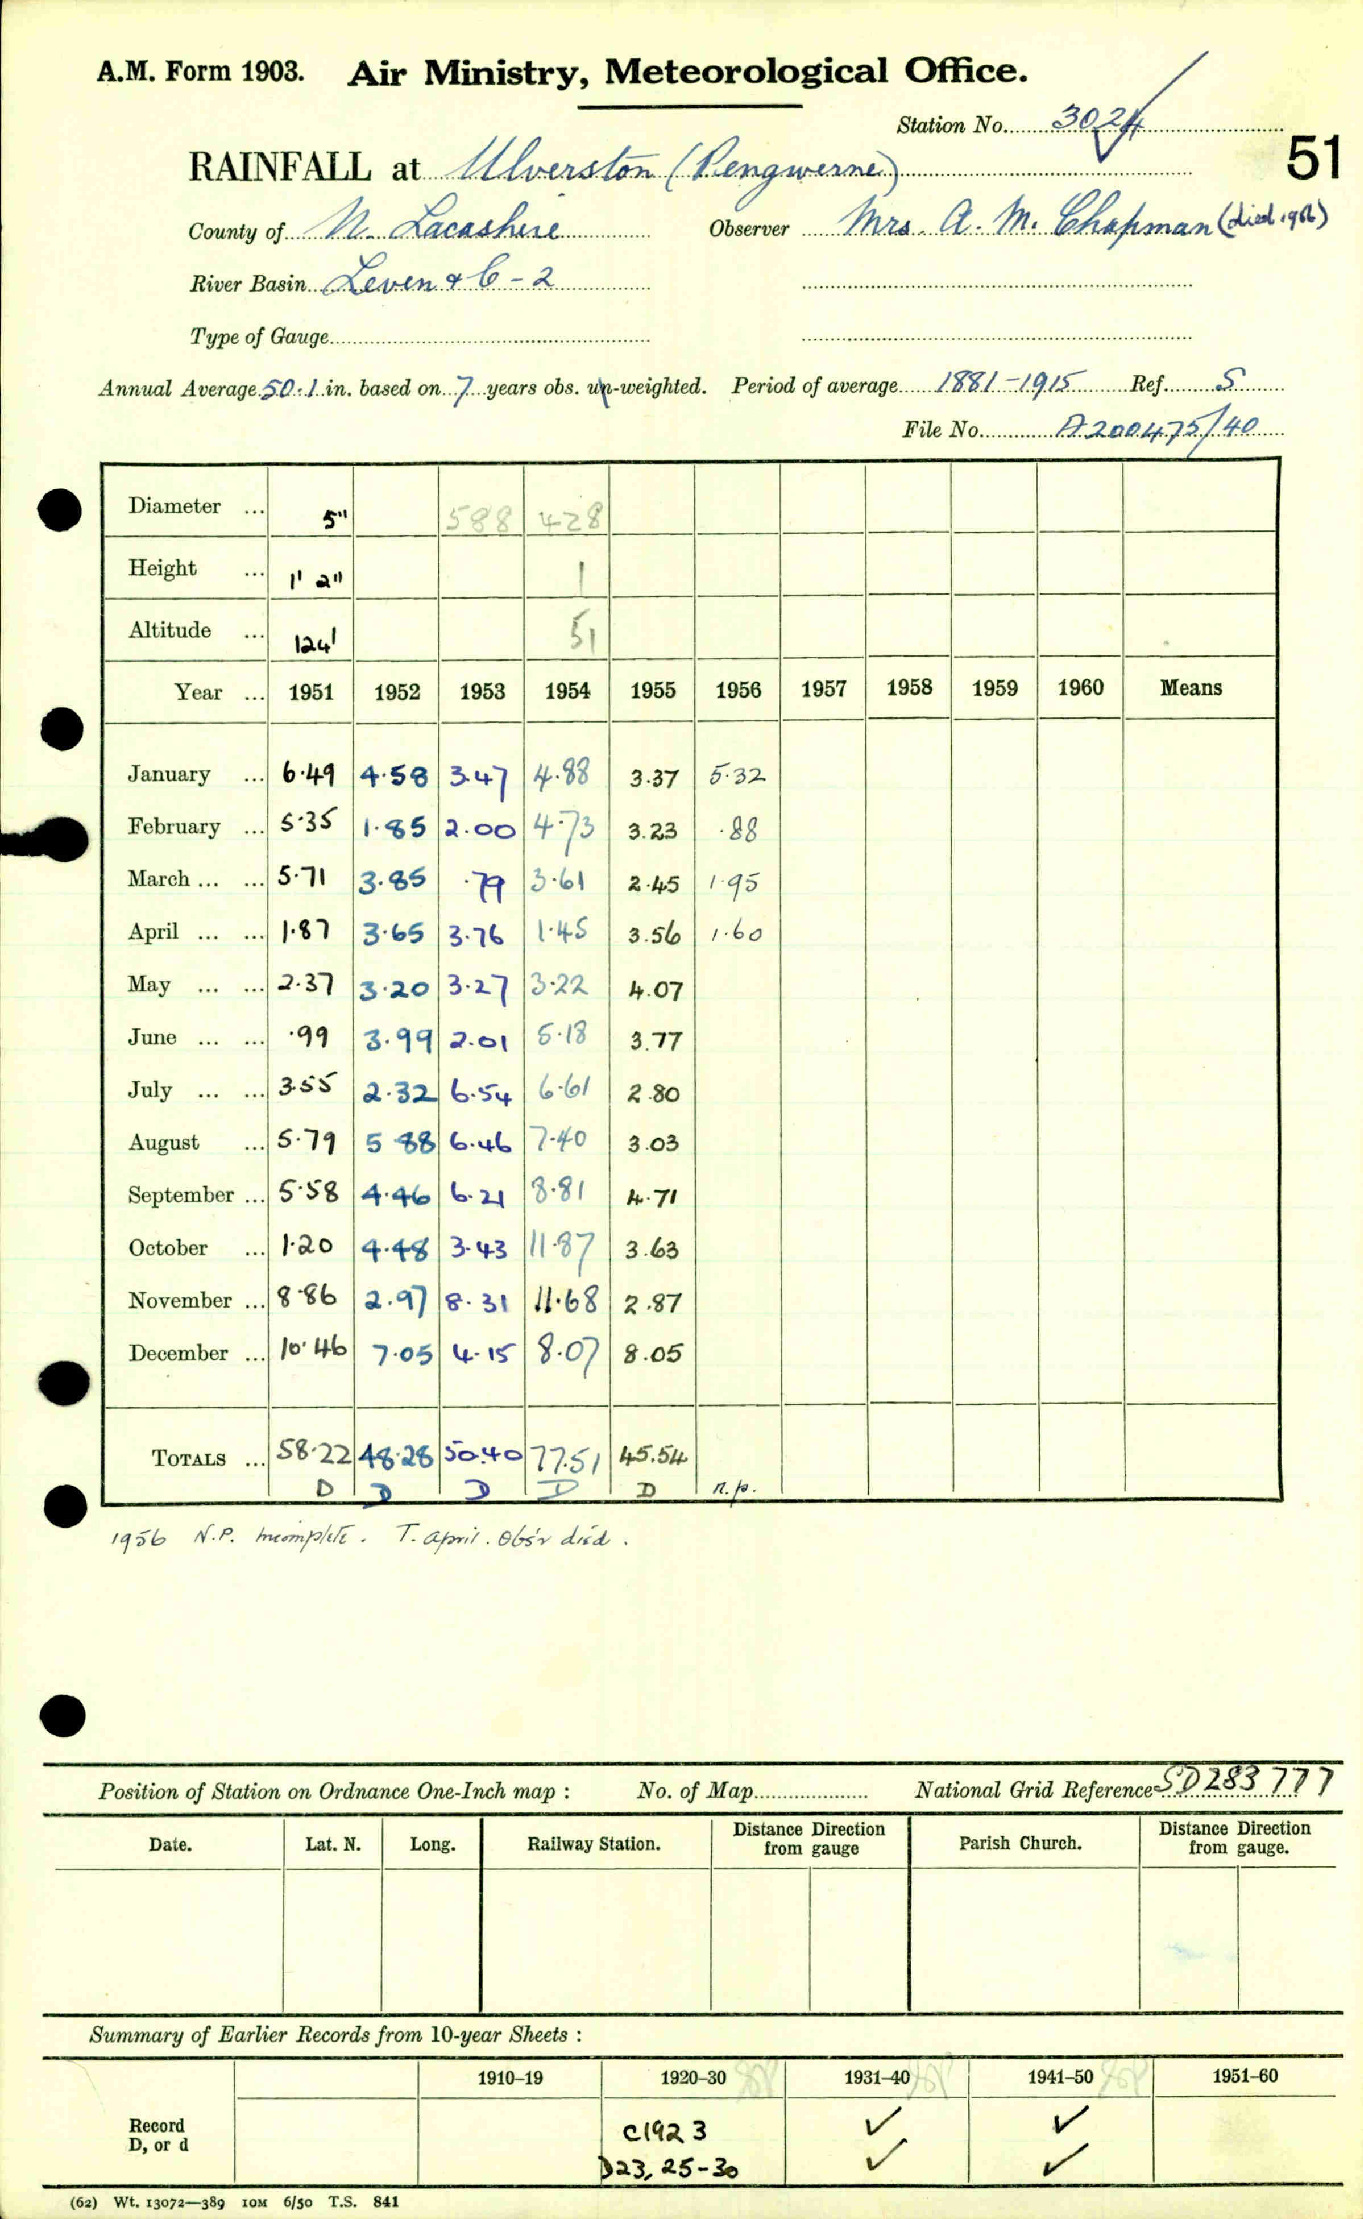 A.M. Form 1903. Air Ministry, Meteorological Office.
Station No. 3024
51
RAINFALL at Ulverston (Pengwerne)
County of N. Lacashire Observer Mrs. A. M. Chapman (died 1956)
River Basin Leven & C - 2
Type of Gauge
Annual Average 50.1 in. based on 7 years obs. un-weighted. Period of average 1881-1915 Ref. S
File No. A200475/40
Diameter ... 5" 588 428
Height ... 1' 2" 1
Altitude ... 124' 51
Year ... 1951 1952 1953 1954 1955 1956 1957 1958 1959 1960 Means
January ... 6.49 4.58 3.47 4.88 3.37 5.32
February ... 5.35 1.85 2.00 4.73 3.23 .88
March ... ... 5.71 3.85 .79 3.61 2.45 1.95
April ... ... 1.87 3.65 3.76 1.45 3.56 1.60
May ... ... 2.37 3.20 3.27 3.22 4.07
June ... ... .99 3.99 2.01 5.18 3.77
July ... ... 3.55 2.32 6.54 6.61 2.80
August ... 5.79 5 88 6.46 7.40 3.03
September ... 5.58 4.46 6.21 8.81 4.71
October ... 1.20 4.48 3.43 11.87 3.63
November ... 8.86 2.97 8.31 11.68 2.87
December ... 10.46 7.05 4.15 8.07 8.05
TOTALS ... 58.22 48.28 50.40 77.51 45.54
D D D D D n.p.
1956 N.P. Incomplete. T. april. Obs'r died.
Position of Station on Ordnance One-Inch map : No. of Map National Grid Reference SD 283 777
Date. Lat. N. Long. Railway Station. Distance Direction from gauge Parish Church. Distance Direction from gauge.
Summary of Earlier Records from 10-year Sheets :
1910-19 1920-30 1931-40 1941-50 1951-60
Record C1923 ✓ ✓
D, or d D23, 25-30 ✓ ✓
(62) Wt. 13072—389 10M 6/50 T.S. 841